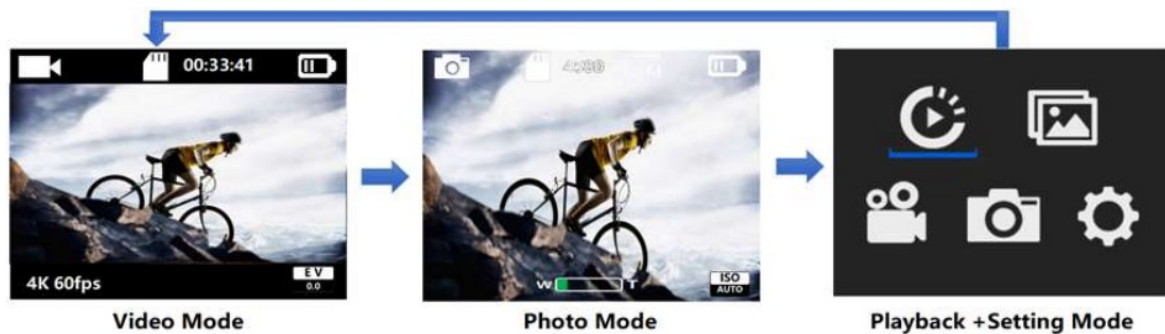 00:33:41
4K 60fps
EV
0.0
W T
ISO
AUTO
Video Mode
Photo Mode
Playback +Setting Mode